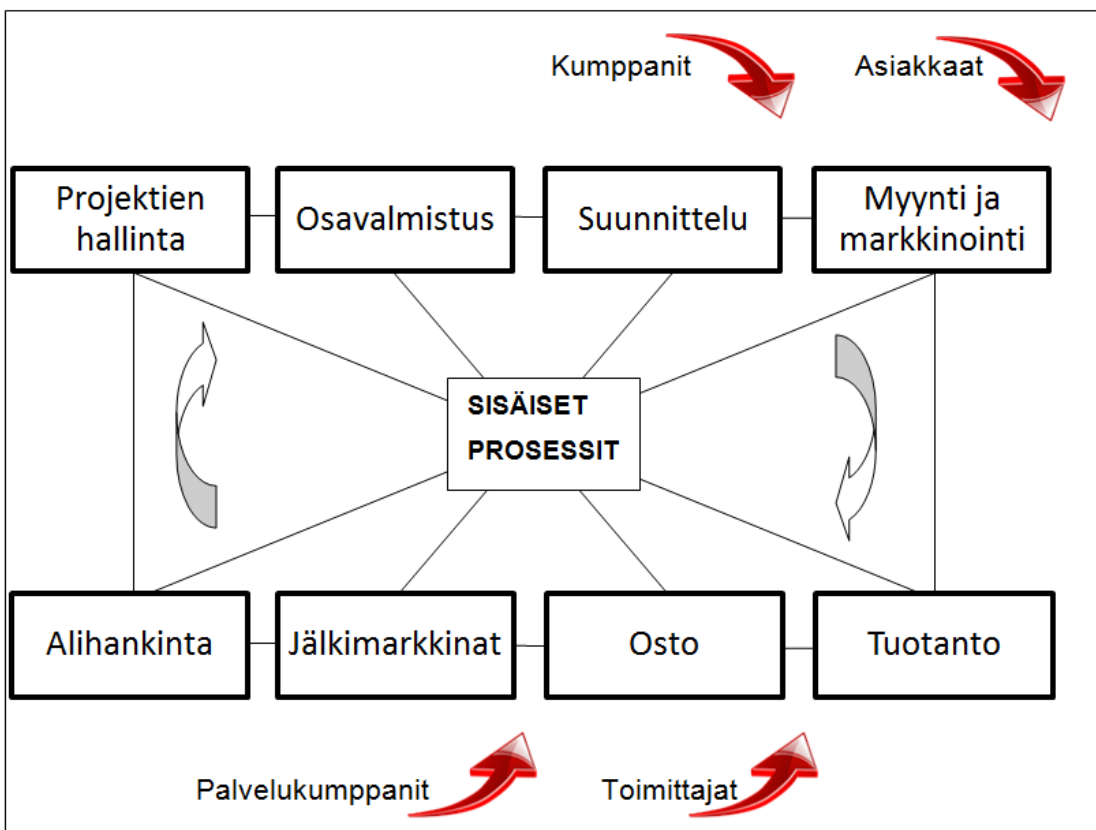 Kumppanit
Asiakkaat
Projektien
hallinta
Osavalmistus
Suunnittelu
Myynti ja
markkinointi
SISÄISET
PROSESSIT
Alihankinta
Jälkimarkkinat
Osto
Tuotanto
Palvelukumppanit
Toimittajat